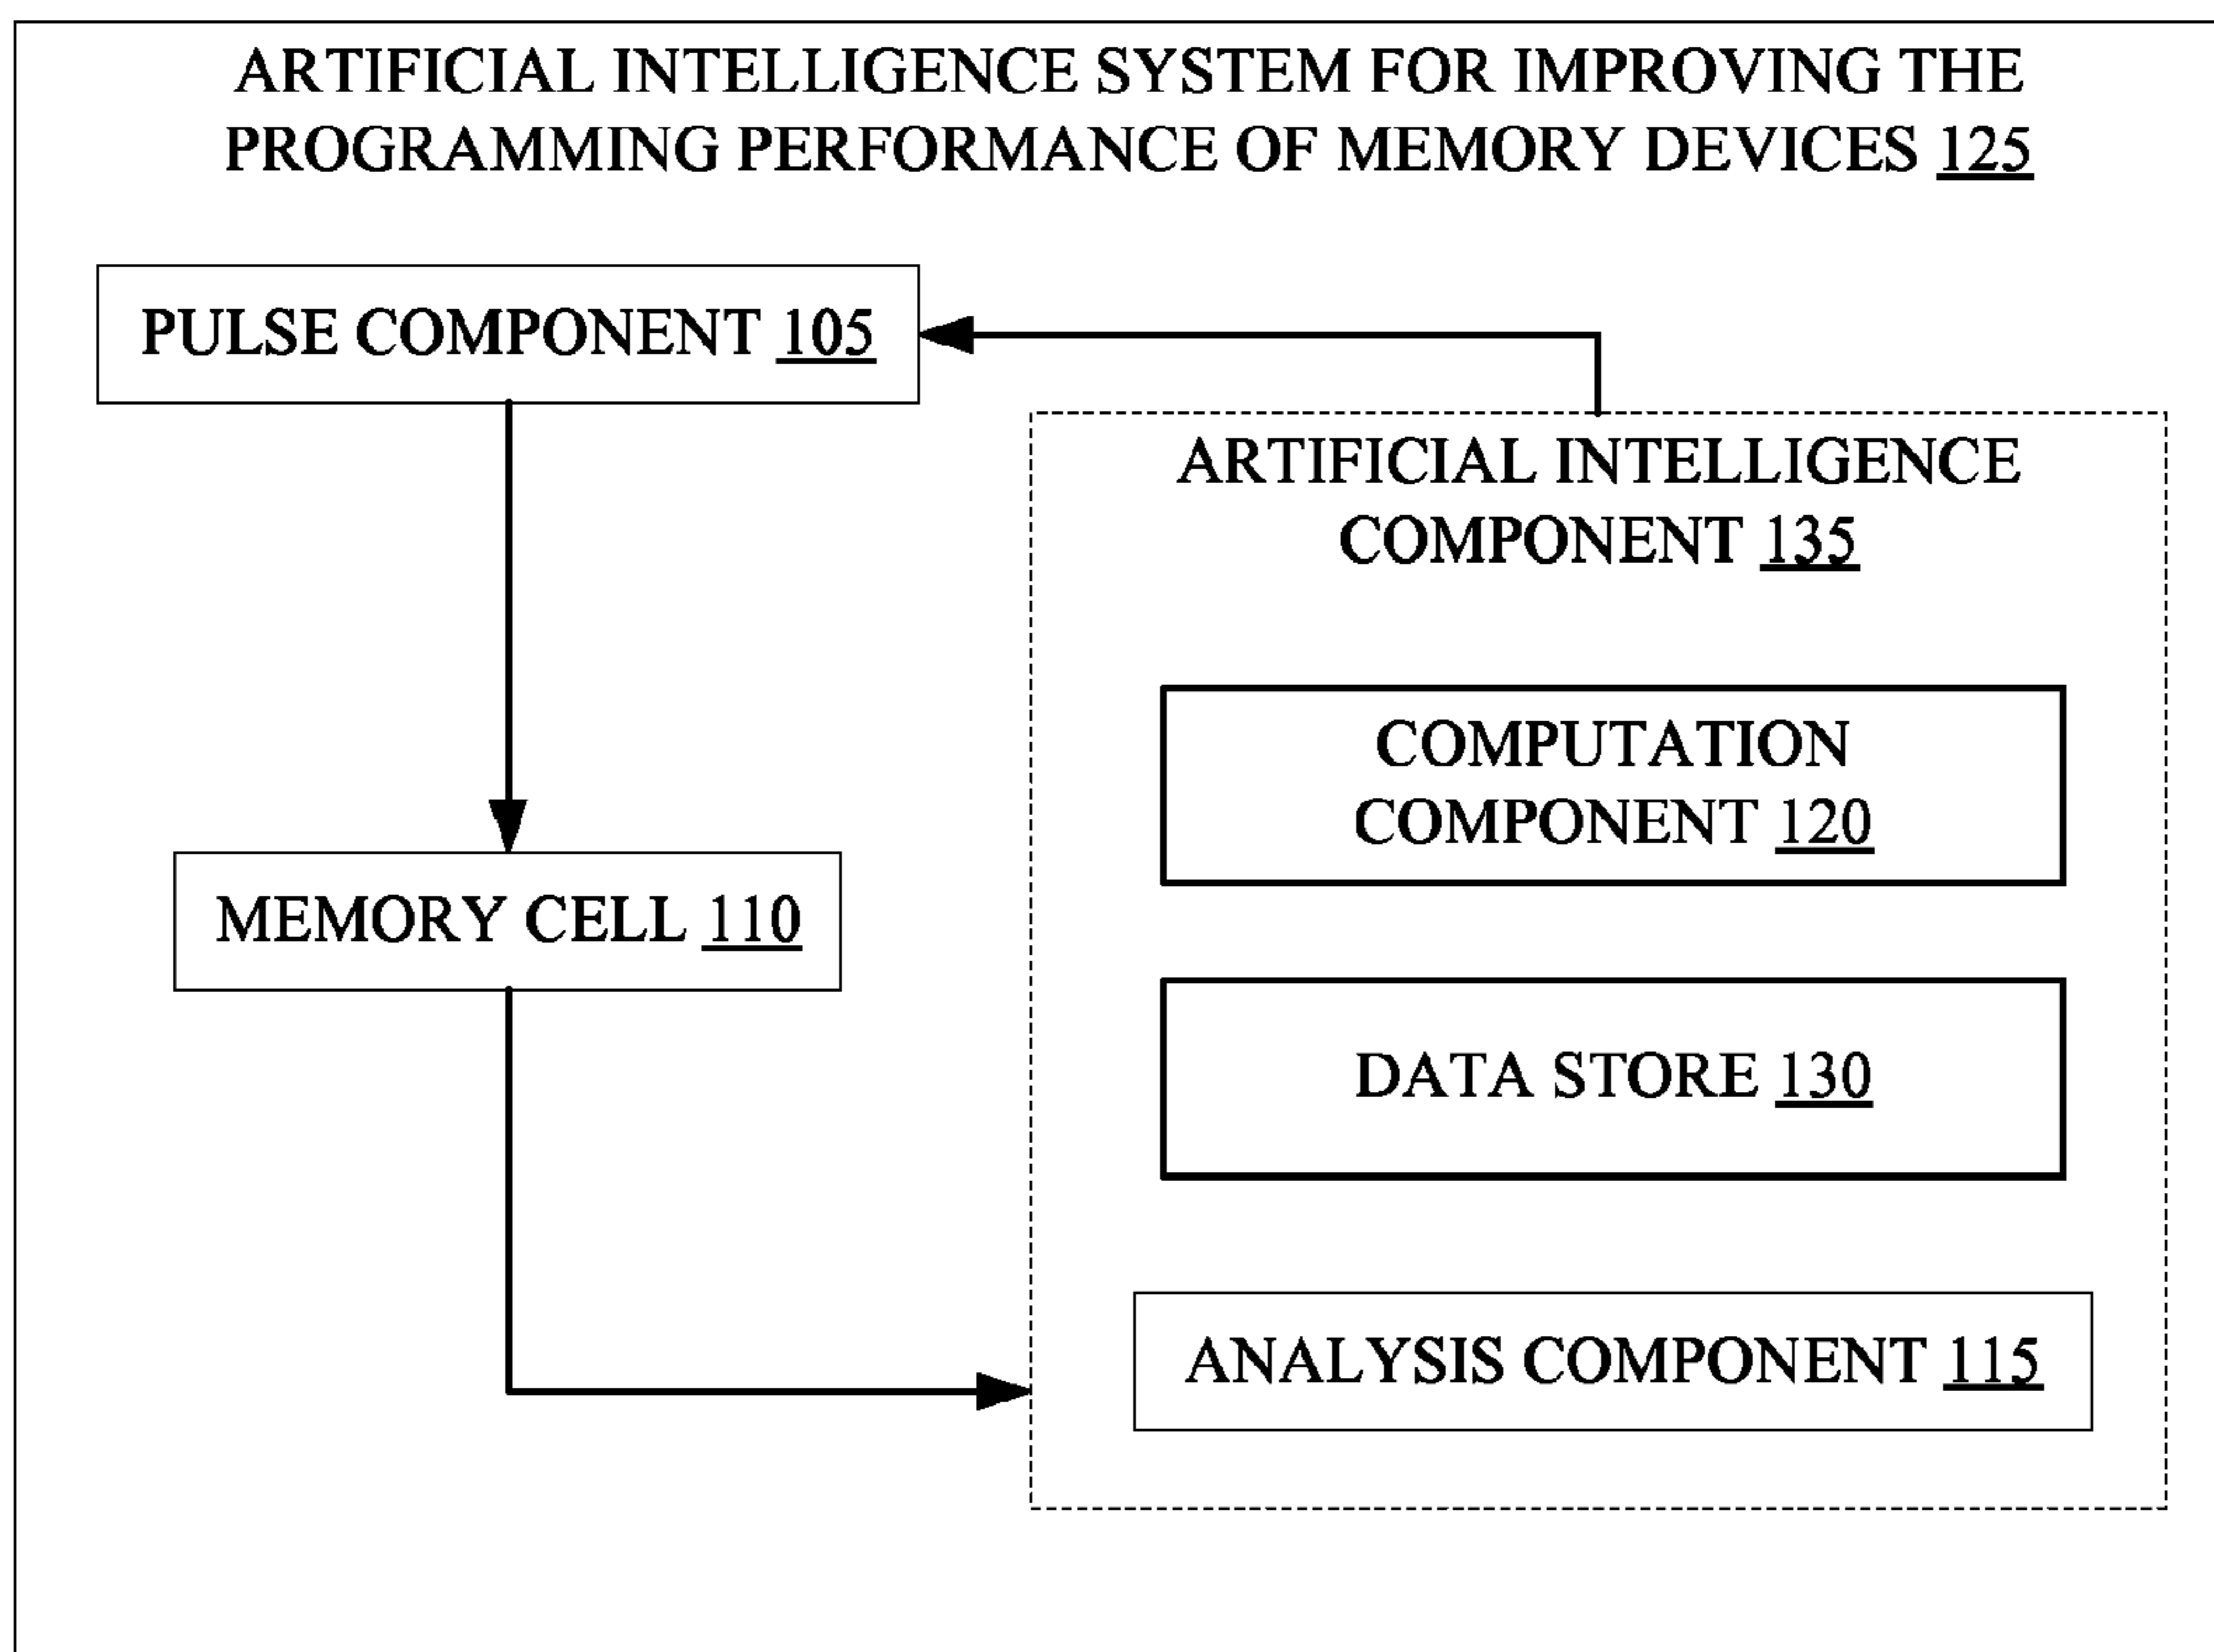 ARTIFICIAL INTELLIGENCE SYSTEM FOR IMPROVING THE
PROGRAMMING PERFORMANCE OF MEMORY DEVICES 125
PULSE COMPONENT 105
ARTIFICIAL INTELLIGENCE
COMPONENT 135
COMPUTATION
COMPONENT 120
MEMORY CELL 110
DATA STORE 130
ANALYSIS COMPONENT 115